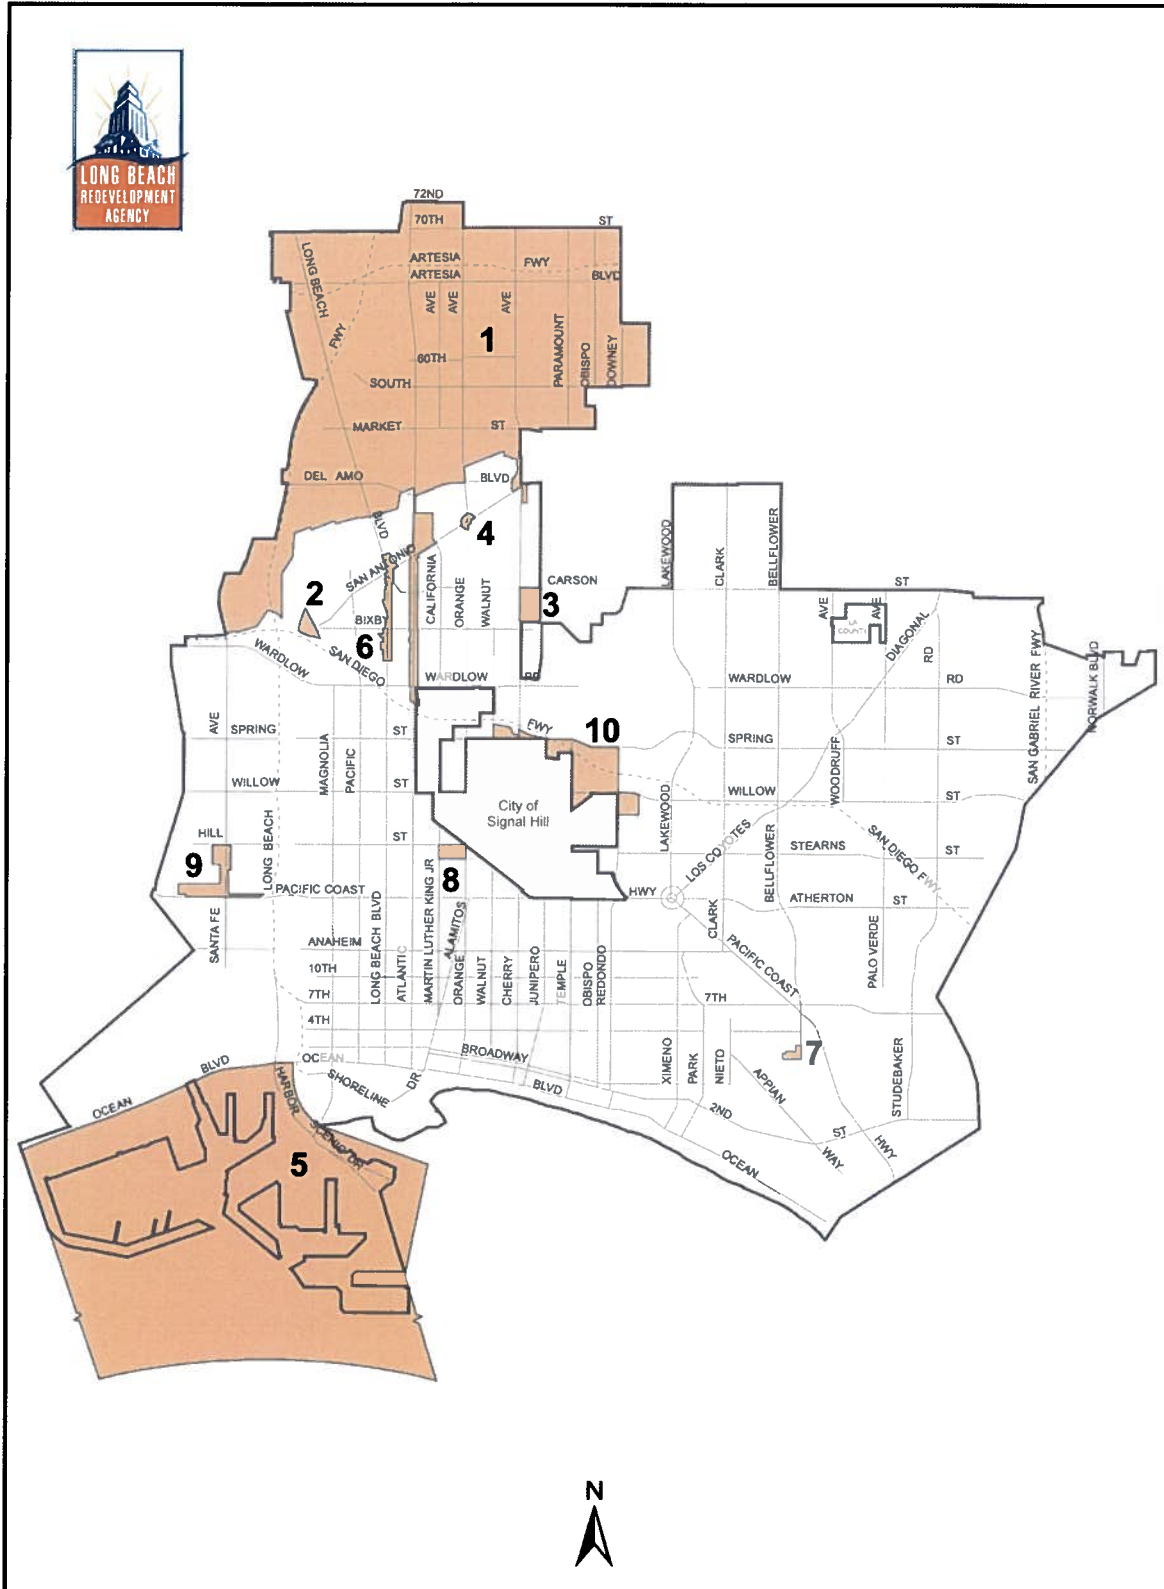 LONG BEACH
REDEVELOPMENT
AGENCY
72ND
70TH
ST
LONG BEACH
ARTESIA
FWY
ARTESIA
BLVD
AVE
AVE
AVE
FWY
1
60TH
PARAMOUNT
OBISPO
DOWNEY
SOUTH
MARKET
ST
DEL AMO
BLVD
BLVD
4
SAN ANTONIO
CALIFORNIA
ORANGE
WALNUT
CARSON
LAKEWOOD
CLARK
BELLFLOWER
ST
2
3
BIXBY
6
AVE
AVE
LA
COUNTY
DIAGONAL
RD
SAN GABRIEL RIVER FWY
NORWALK BLVD
WARDLOW
SAN DIEGO
WARDLOW
RD
WARDLOW
RD
AVE
SPRING
ST
FWY
10
SPRING
ST
MAGNOLIA
PACIFIC
WILLOW
ST
WILLOW
WOODRUFF
ST
City of
Signal Hill
LONG BEACH
HILL
ST
LAKEWOOD
LOS COYOTES
BELLFLOWER
STEARNS
SAN DIEGO FWY
ST
9
8
PACIFIC COAST
HWY
ATHERTON
ST
SANTA FE
LONG BEACH BLVD
ATLANTIC
MARTIN LUTHER KING JR
ALAMITOS
ORANGE
WALNUT
CHERRY
JUNIPERO
TEMPLE
OBISPO
REDONDO
CLARK
PACIFIC COAST
PALO VERDE
ANAHEIM
10TH
7TH
7TH
4TH
OCEAN
BROADWAY
BLVD
XIMENO
PARK
NIETO
7
STUDEBAKER
BLVD
OCEAN
HARBOR
SCENIC DR
SHORELINE
DR
APPIAN
WAY
2ND
ST
HWY
OCEAN
5
N